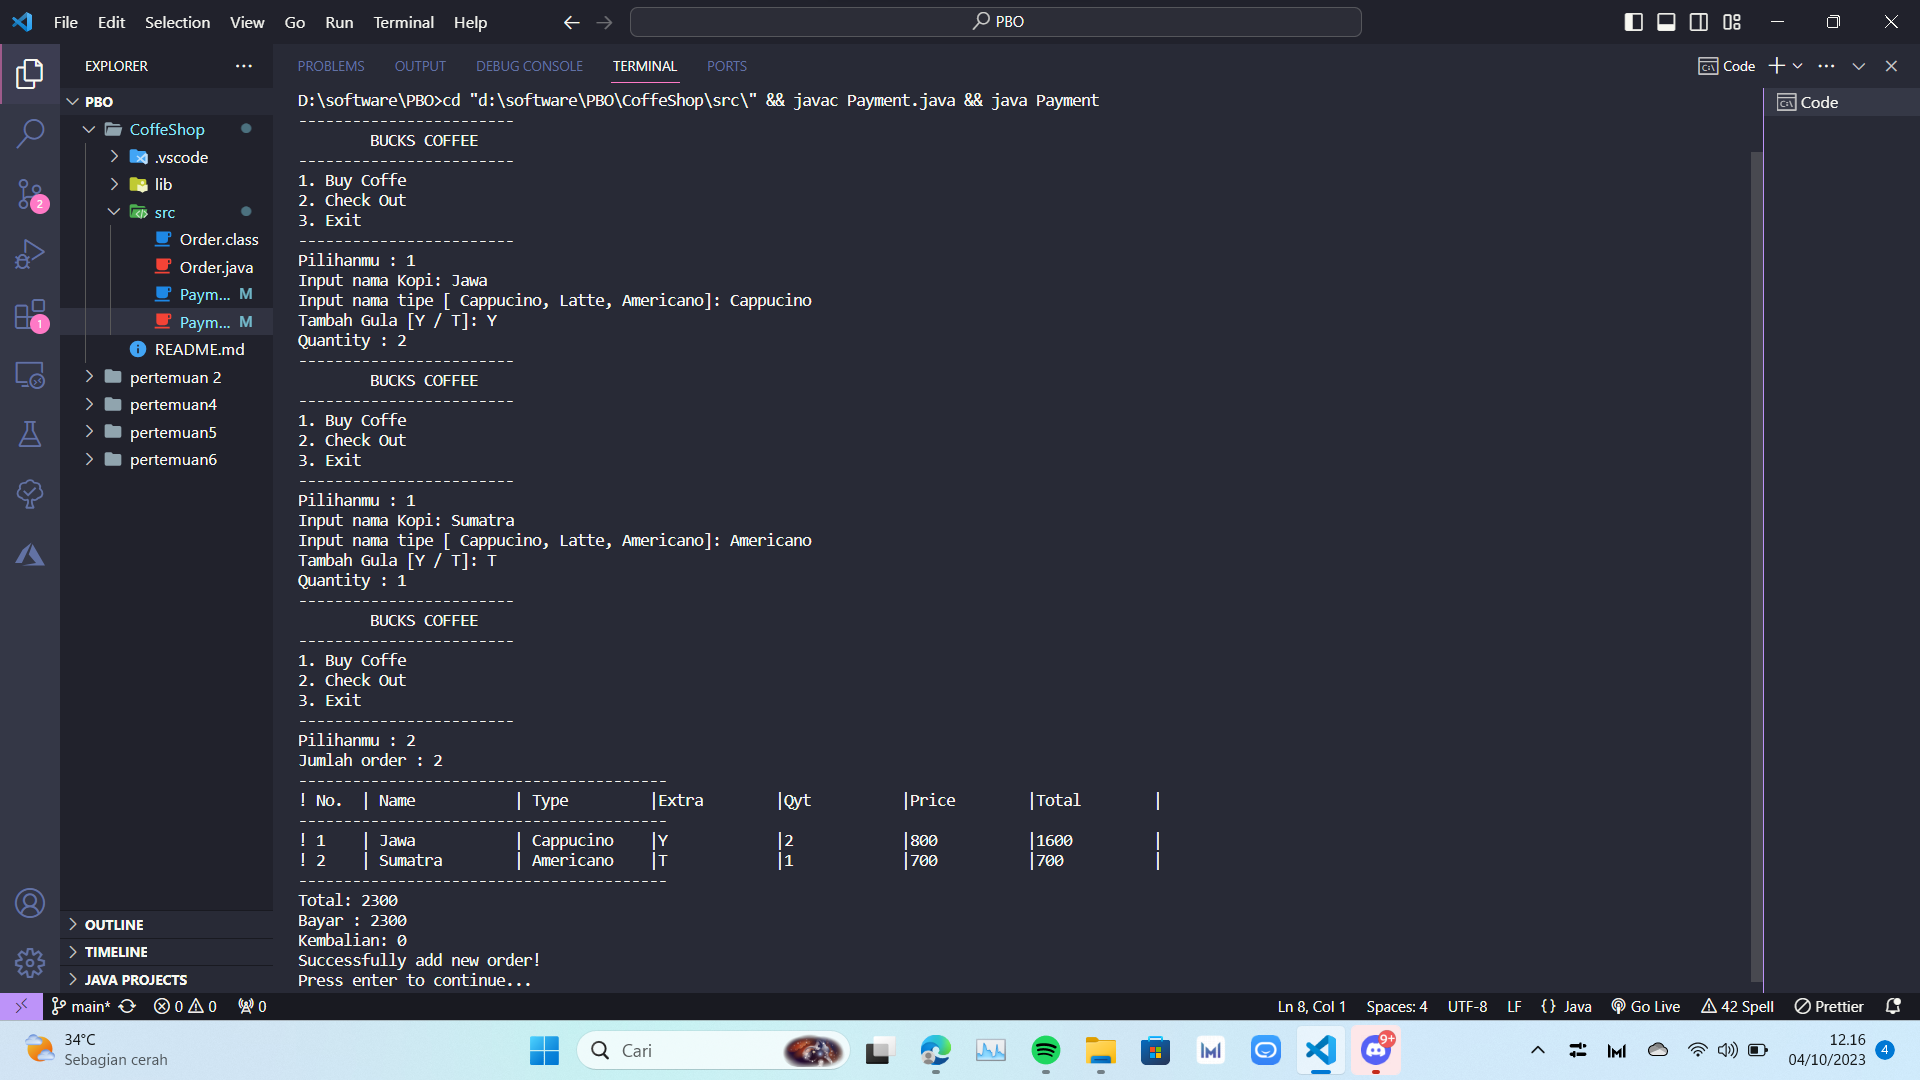 File Edit Selection View Go Run Terminal Help
PBO
EXPLORER
PROBLEMS OUTPUT DEBUG CONSOLE TERMINAL PORTS
Code
PBO
CoffeShop
.vscode
lib
src
Order.class
Order.java
Paym... M
Paym... M
README.md
pertemuan 2
pertemuan4
pertemuan5
pertemuan6
OUTLINE
TIMELINE
JAVA PROJECTS
2
1
D:\software\PBO>cd "d:\software\PBO\CoffeShop\src\" && javac Payment.java && java Payment
------------------------
BUCKS COFFEE
------------------------
1. Buy Coffe
2. Check Out
3. Exit
------------------------
Pilihanmu : 1
Input nama Kopi: Jawa
Input nama tipe [ Cappucino, Latte, Americano]: Cappucino
Tambah Gula [Y / T]: Y
Quantity : 2
------------------------
BUCKS COFFEE
------------------------
1. Buy Coffe
2. Check Out
3. Exit
------------------------
Pilihanmu : 1
Input nama Kopi: Sumatra
Input nama tipe [ Cappucino, Latte, Americano]: Americano
Tambah Gula [Y / T]: T
Quantity : 1
------------------------
BUCKS COFFEE
------------------------
1. Buy Coffe
2. Check Out
3. Exit
------------------------
Pilihanmu : 2
Jumlah order : 2
-----------------------------------------
! No. | Name | Type |Extra |Qyt |Price |Total |
-----------------------------------------
! 1 | Jawa | Cappucino |Y |2 |800 |1600 |
! 2 | Sumatra | Americano |T |1 |700 |700 |
-----------------------------------------
Total: 2300
Bayar : 2300
Kembalian: 0
Successfully add new order!
Press enter to continue...
Code
main* 0 0 0 Ln 8, Col 1 Spaces: 4 UTF-8 LF {} Java Go Live 42 Spell Prettier
34°C
Sebagian cerah
Cari
9+
12.16
04/10/2023
4